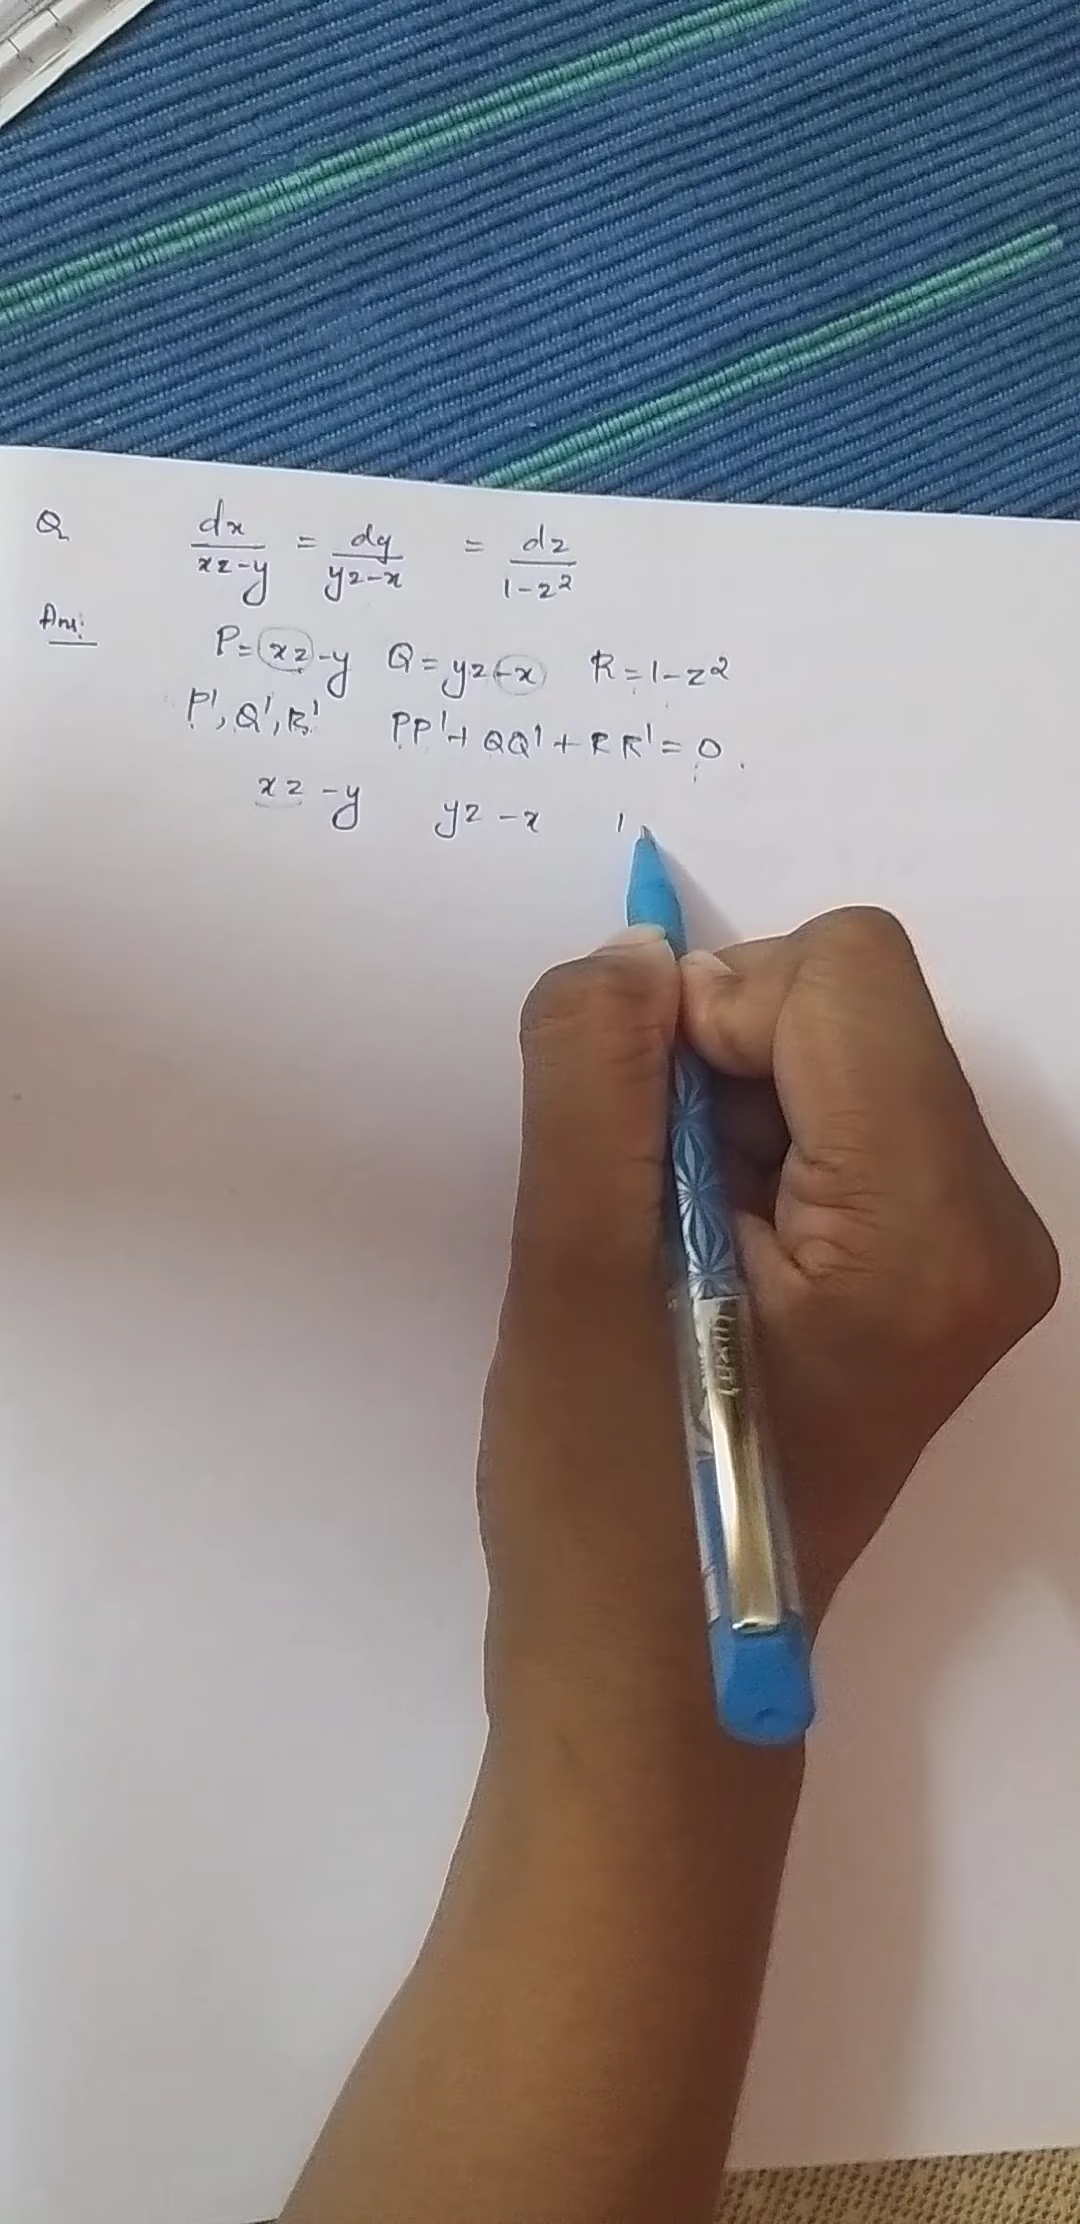 Q dx/xz-y = dy/yz-x = dz/1-z²
Ans: P=xz-y Q=yz-x R=1-z²
P', Q', R' PP'+QQ'+RR'=0.
xz-y yz-x 1
luxor